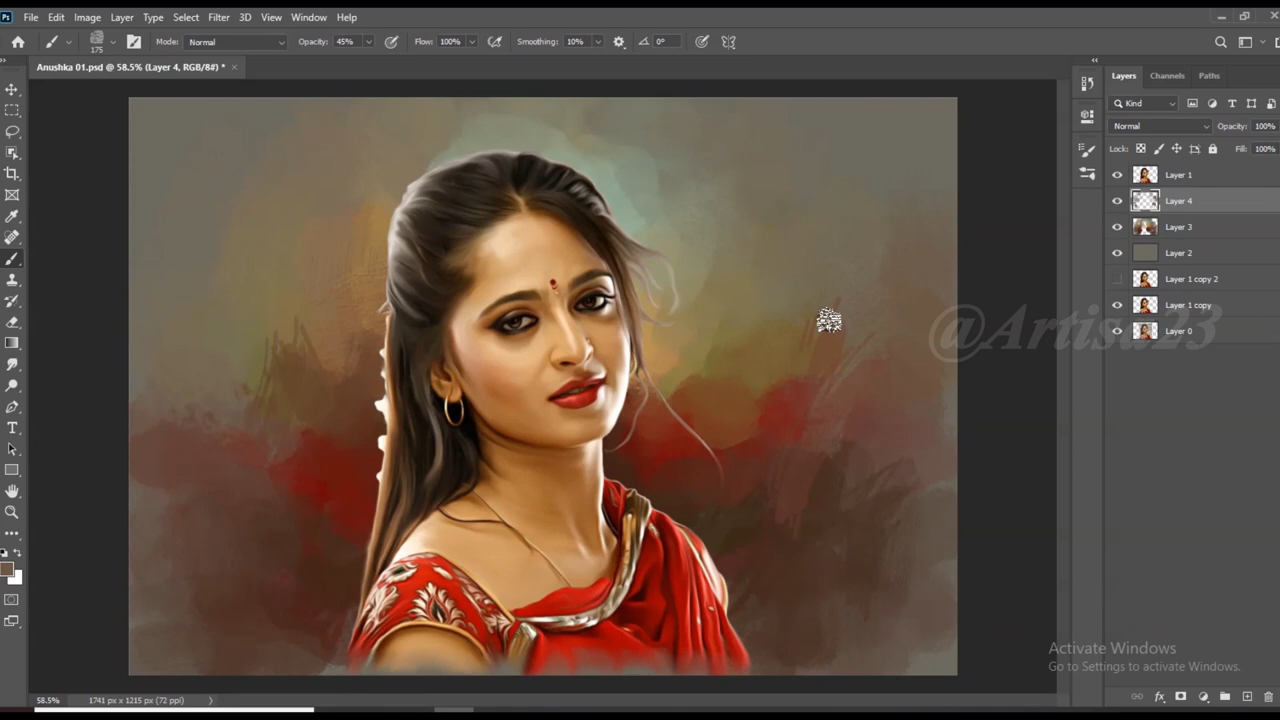 Ps File Edit Image Layer Type Select Filter 3D View Window Help
175 Mode: Normal Opacity: 45% Flow: 100% Smoothing: 10% 0°
Anushka 01.psd @ 58.5% (Layer 4, RGB/8#) * ×
Layers Channels Paths
Kind
Normal Opacity: 100%
Lock: Fill: 100%
Layer 1
Layer 4
Layer 3
Layer 2
Layer 1 copy 2
Layer 1 copy
Layer 0
@Artisa23
Activate Windows
Go to Settings to activate Windows.
58.5% 1741 px x 1215 px (72 ppi)